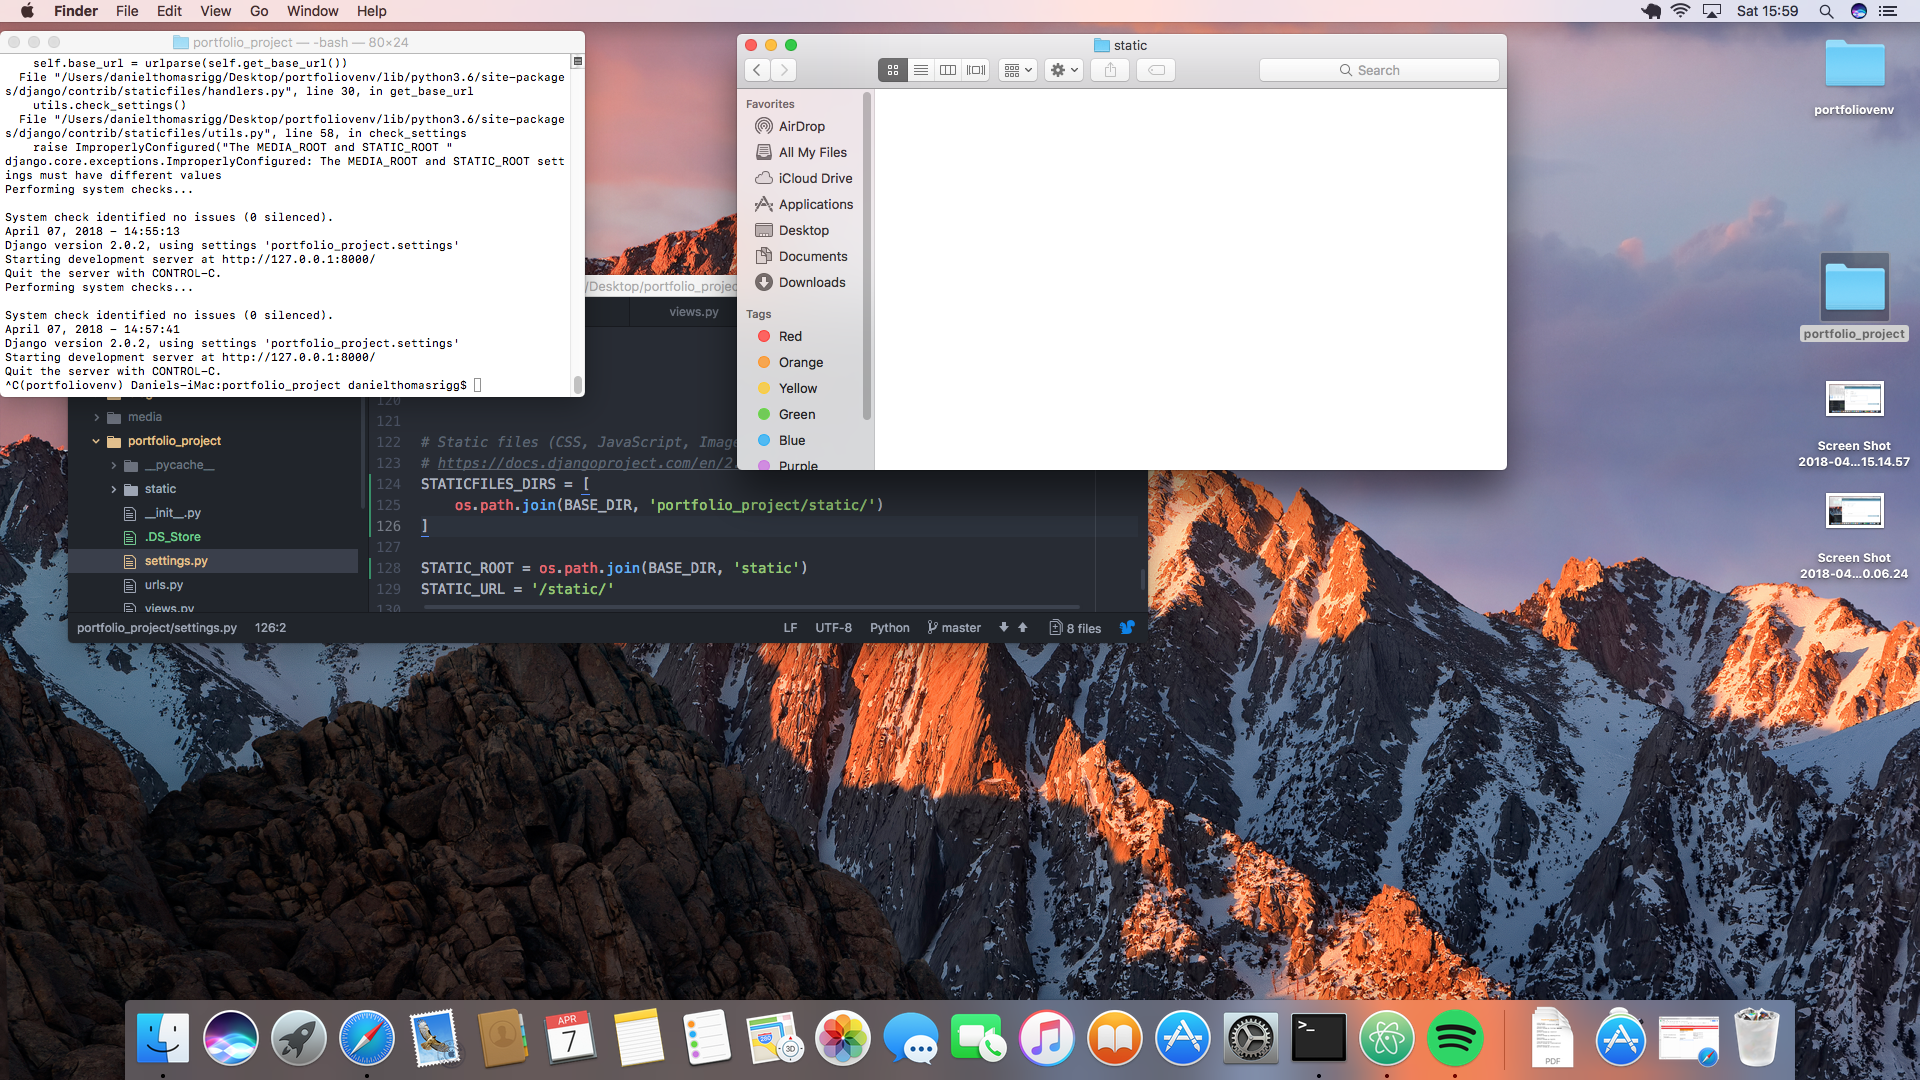 Finder File Edit View Go Window Help
Sat 15:59
portfolio_project — -bash — 80×24
self.base_url = urlparse(self.get_base_url())
File "/Users/danielthomasrigg/Desktop/portfoliovenv/lib/python3.6/site-package
s/django/contrib/staticfiles/handlers.py", line 30, in get_base_url
utils.check_settings()
File "/Users/danielthomasrigg/Desktop/portfoliovenv/lib/python3.6/site-package
s/django/contrib/staticfiles/utils.py", line 58, in check_settings
raise ImproperlyConfigured("The MEDIA_ROOT and STATIC_ROOT "
django.core.exceptions.ImproperlyConfigured: The MEDIA_ROOT and STATIC_ROOT sett
ings must have different values
Performing system checks...
System check identified no issues (0 silenced).
April 07, 2018 - 14:55:13
Django version 2.0.2, using settings 'portfolio_project.settings'
Starting development server at http://127.0.0.1:8000/
Quit the server with CONTROL-C.
Performing system checks...
System check identified no issues (0 silenced).
April 07, 2018 - 14:57:41
Django version 2.0.2, using settings 'portfolio_project.settings'
Starting development server at http://127.0.0.1:8000/
Quit the server with CONTROL-C.
^C(portfoliovenv) Daniels-iMac:portfolio_project danielthomasrigg$
static
Search
Favorites
AirDrop
All My Files
iCloud Drive
Applications
Desktop
Documents
Downloads
Tags
Red
Orange
Yellow
Green
Blue
Purple
/Desktop/portfolio_projec
views.py
media
portfolio_project
__pycache__
static
__init__.py
.DS_Store
settings.py
urls.py
views.py
120
121
122 # Static files (CSS, JavaScript, Image
123 # https://docs.djangoproject.com/en/2
124 STATICFILES_DIRS = [
125 os.path.join(BASE_DIR, 'portfolio_project/static/')
126 ]
127
128 STATIC_ROOT = os.path.join(BASE_DIR, 'static')
129 STATIC_URL = '/static/'
130
portfolio_project/settings.py 126:2 LF UTF-8 Python master 8 files
portfoliovenv
portfolio_project
Screen Shot
2018-04...15.14.57
Screen Shot
2018-04...0.06.24
APR
7
280
3D
>_
PDF